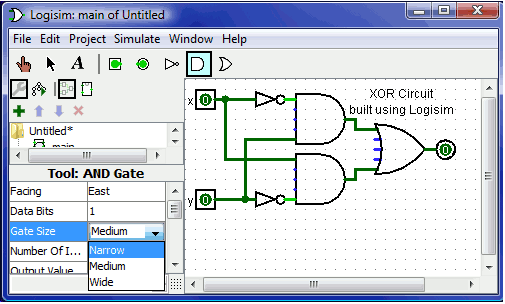 Logisim: main of Untitled
File Edit Project Simulate Window Help
A
Untitled*
main
Tool: AND Gate
Facing East
Data Bits 1
Gate Size Medium
Number Of I...
Output Value
Narrow
Medium
Wide
XOR Circuit
built using Logisim
x 0
0
y 0